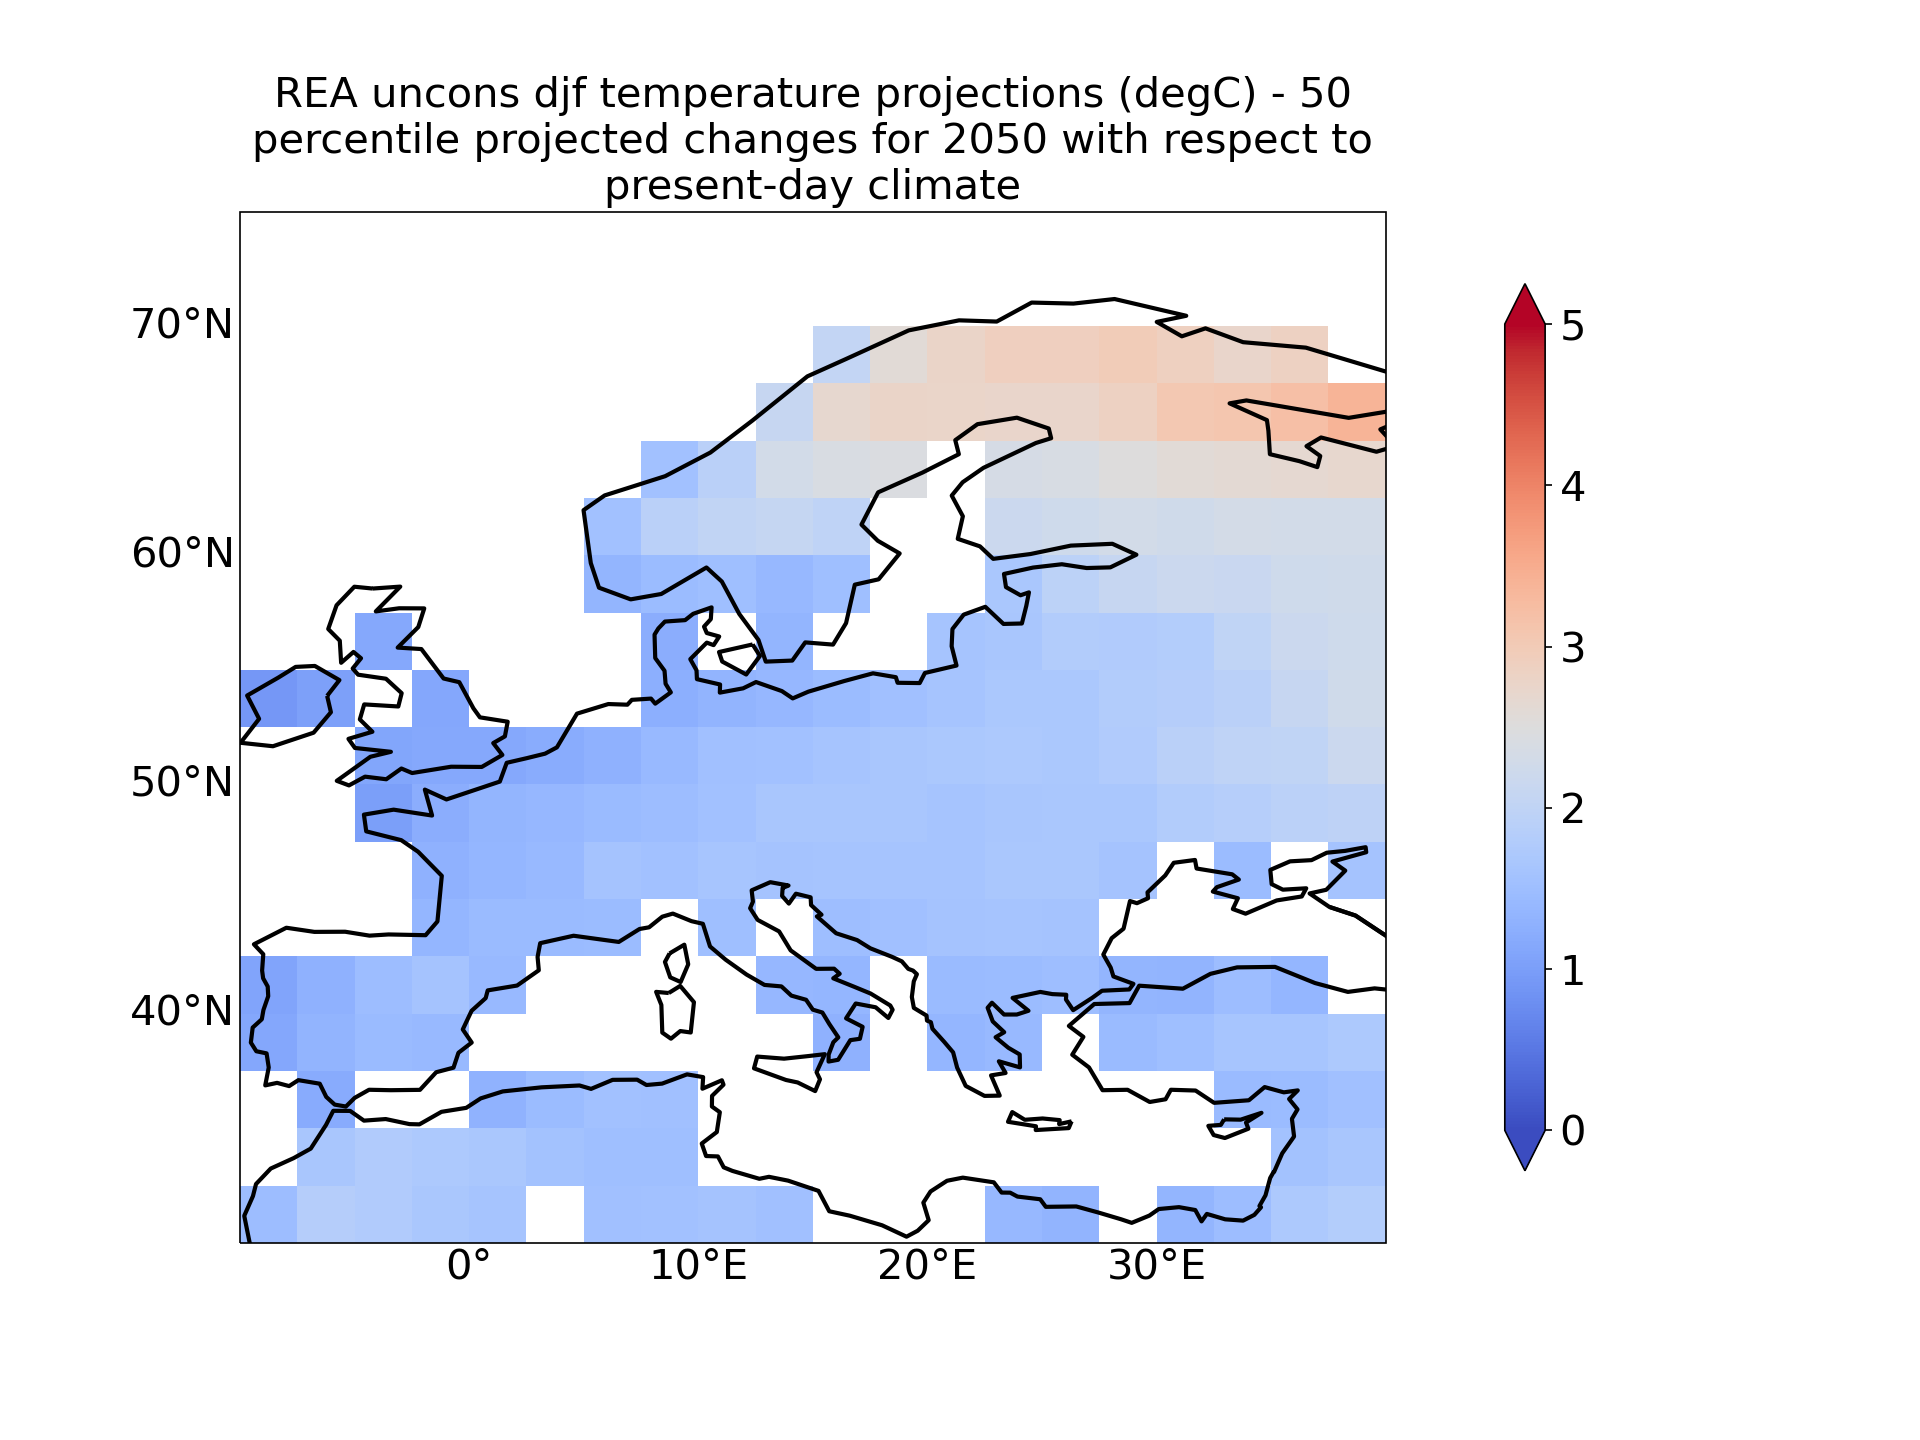 REA uncons djf temperature projections (degC) - 50
percentile projected changes for 2050 with respect to
present-day climate
70°N
60°N
50°N
40°N
0°
10°E
20°E
30°E
5
4
3
2
1
0